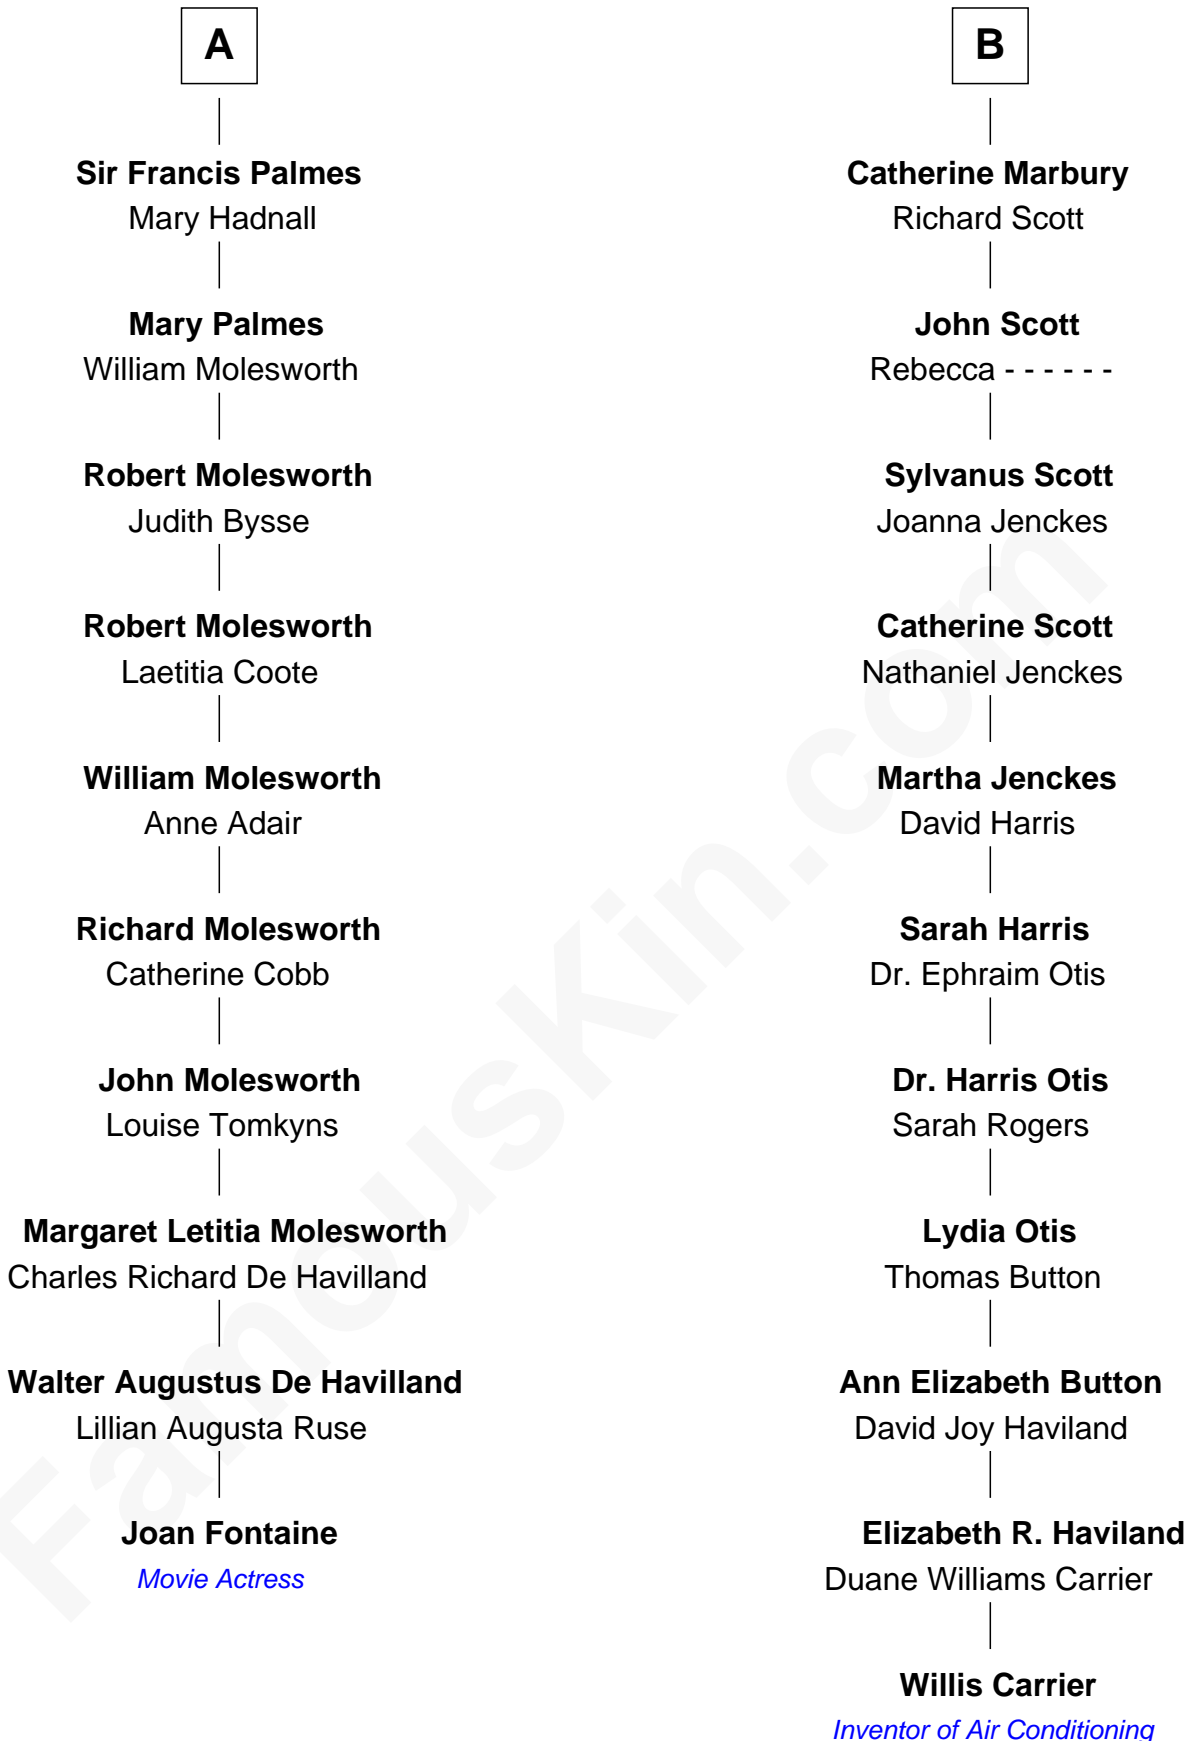 A
Sir Francis Palmes
Mary Hadnall
Mary Palmes
William Molesworth
Robert Molesworth
Judith Bysse
Robert Molesworth
Laetitia Coote
William Molesworth
Anne Adair
Richard Molesworth
Catherine Cobb
John Molesworth
Louise Tomkyns
Margaret Letitia Molesworth
Charles Richard De Havilland
Walter Augustus De Havilland
Lillian Augusta Ruse
Joan Fontaine
Movie Actress
B
Catherine Marbury
Richard Scott
John Scott
Rebecca - - - - - -
Sylvanus Scott
Joanna Jenckes
Catherine Scott
Nathaniel Jenckes
Martha Jenckes
David Harris
Sarah Harris
Dr. Ephraim Otis
Dr. Harris Otis
Sarah Rogers
Lydia Otis
Thomas Button
Ann Elizabeth Button
David Joy Haviland
Elizabeth R. Haviland
Duane Williams Carrier
Willis Carrier
Inventor of Air Conditioning
FamousKin.com